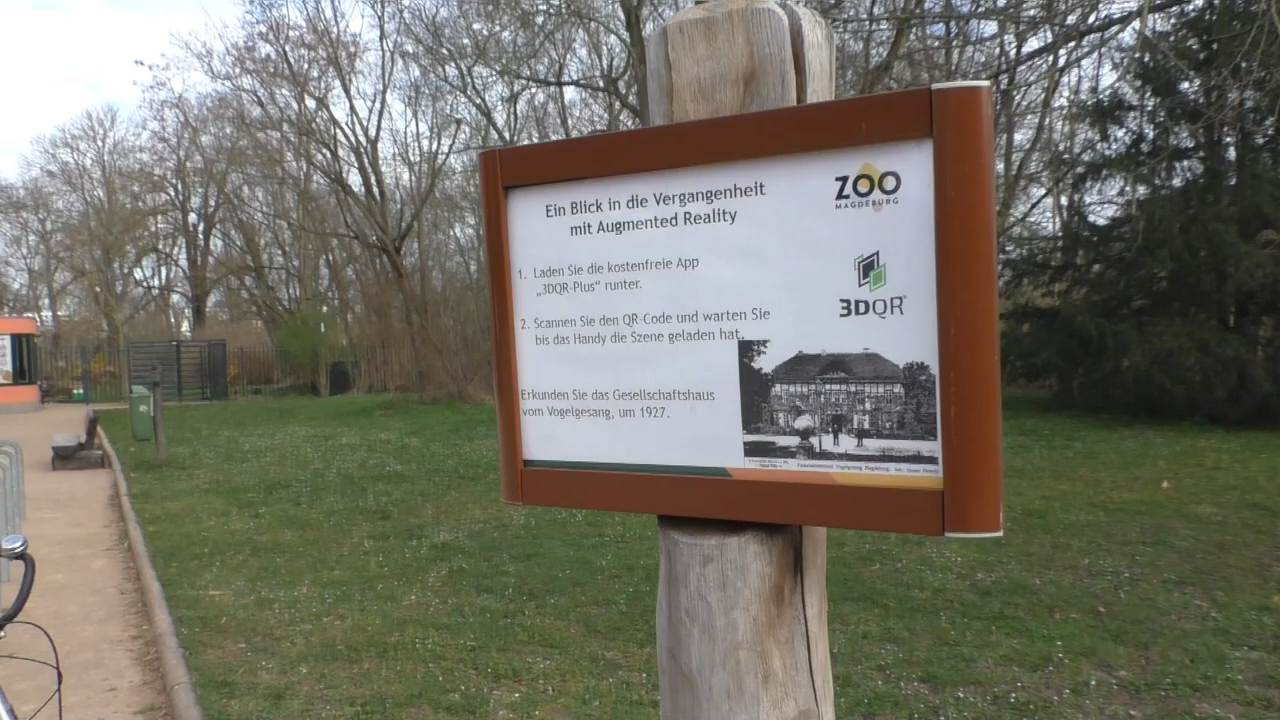 Ein Blick in die Vergangenheit
mit Augmented Reality
ZOO
MAGDEBURG
1. Laden Sie die kostenfreie App
„3DQR-Plus" runter.
3DQR
2. Scannen Sie den QR-Code und warten Sie
bis das Handy die Szene geladen hat.
Erkunden Sie das Gesellschaftshaus
vom Vogelgesang, um 1927.